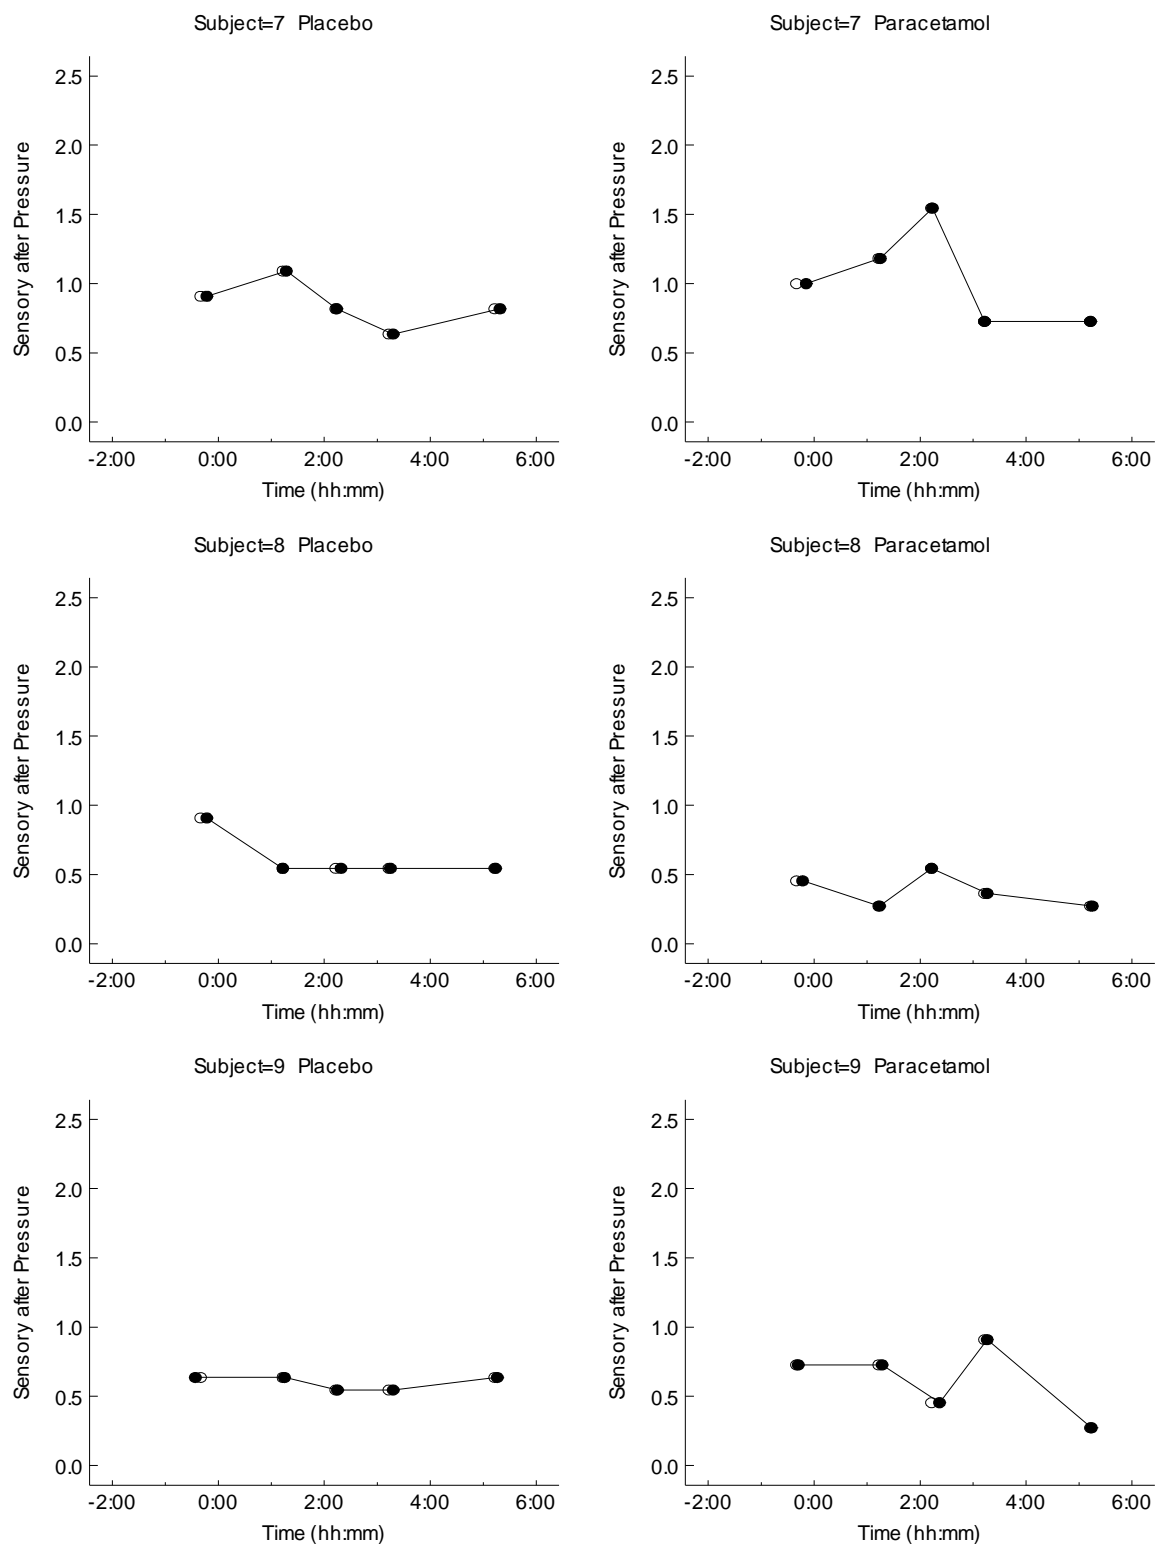 Subject=7 Placebo
Sensory after Pressure
2.5
2.0
1.5
1.0
0.5
0.0
-2:00 0:00 2:00 4:00 6:00
Time (hh:mm)
Subject=7 Paracetamol
Sensory after Pressure
2.5
2.0
1.5
1.0
0.5
0.0
-2:00 0:00 2:00 4:00 6:00
Time (hh:mm)
Subject=8 Placebo
Sensory after Pressure
2.5
2.0
1.5
1.0
0.5
0.0
-2:00 0:00 2:00 4:00 6:00
Time (hh:mm)
Subject=8 Paracetamol
Sensory after Pressure
2.5
2.0
1.5
1.0
0.5
0.0
-2:00 0:00 2:00 4:00 6:00
Time (hh:mm)
Subject=9 Placebo
Sensory after Pressure
2.5
2.0
1.5
1.0
0.5
0.0
-2:00 0:00 2:00 4:00 6:00
Time (hh:mm)
Subject=9 Paracetamol
Sensory after Pressure
2.5
2.0
1.5
1.0
0.5
0.0
-2:00 0:00 2:00 4:00 6:00
Time (hh:mm)